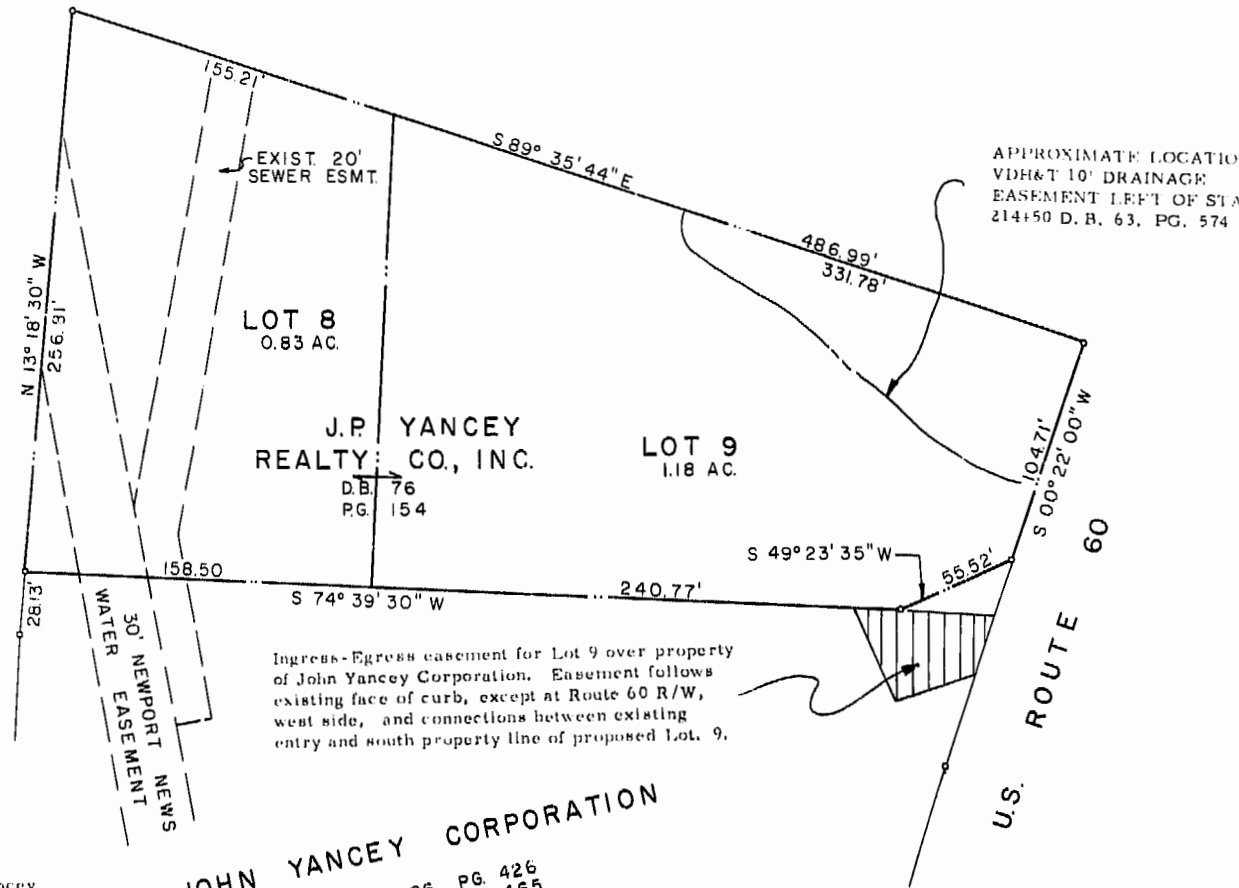 155.21'
EXIST. 20'
SEWER ESMT.
S 89° 35' 44" E
APPROXIMATE LOCATIO
VDH&T 10' DRAINAGE
EASEMENT LEFT OF STA
214+50 D. B. 63, PG. 574
486.99'
331.78'
N 13° 18' 30" W
256.91'
LOT 8
0.83 AC.
J.P. YANCEY
REALTY CO., INC.
D.B. 76
P.G. 154
LOT 9
1.18 AC.
104.71'
S 00° 22' 00" W
S 49° 23' 35" W
55.52'
158.50
S 74° 39' 30" W
240.77'
28.13'
30' NEWPORT NEWS
WATER EASEMENT
Ingress-Egress easement for Lot 9 over property
of John Yancey Corporation. Easement follows
existing face of curb, except at Route 60 R/W,
west side, and connections between existing
entry and south property line of proposed Lot. 9.
U.S. ROUTE 60
JOHN YANCEY CORPORATION
PG. 426